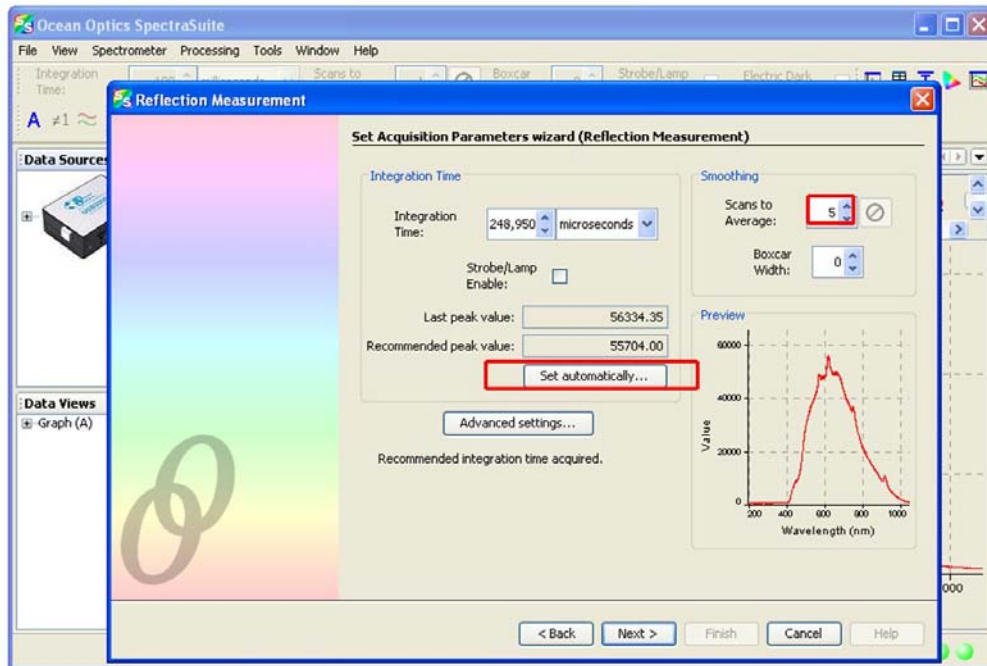 Ocean Optics SpectraSuite
File View Spectrometer Processing Tools Window Help
Integration Time:
milliseconds
Scans to
Boxcar
Strobe/Lamp
Electric Dark
A ≠1
Data Sources
Reflection Measurement
Set Acquisition Parameters wizard (Reflection Measurement)
Integration Time
Integration Time:
248,950 microseconds
Strobe/Lamp Enable:
Last peak value: 56334.35
Recommended peak value: 55704.00
Set automatically...
Advanced settings...
Recommended integration time acquired.
Smoothing
Scans to Average: 5
Boxcar Width: 0
Preview
60000
40000
20000
0
Value
200 400 600 800 1000
Wavelength (nm)
Data Views
Graph (A)
000
< Back Next > Finish Cancel Help